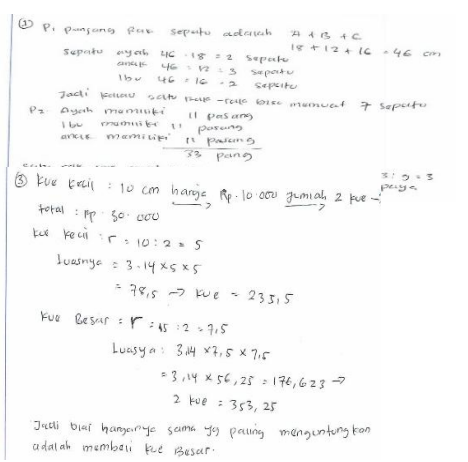 ① P1 panjang rak sepatu adalah A + B + C
18 + 12 + 16 = 46 cm
sepatu ayah 46 : 18 = 2 sepatu
anak 46 : 12 = 3 sepatu
Ibu 46 : 16 = 2 sepatu
Jadi kalau satu rak-rak bisa memuat 7 sepatu
P2 Ayah memiliki 11 pasang
Ibu memiliki 11 pasang
anak memiliki 11 pasang
33 pang
③ Kue kecil : 10 cm harga Rp. 10.000 jumlah 2 kue
3 : 9 = 3
total : Rp 30.000
kue kecil : r = 10 : 2 = 5
Luasnya = 3.14 x 5 x 5
= 78,5 → kue = 235,5
Kue Besar : r = 15 : 2 = 7,5
Luasya : 3,14 x 7,5 x 7,5
= 3,14 x 56,25 = 176,623 →
2 kue = 353,25
Jadi biar harganya sama yg paling menguntungkan
adalah membeli kue Besar.